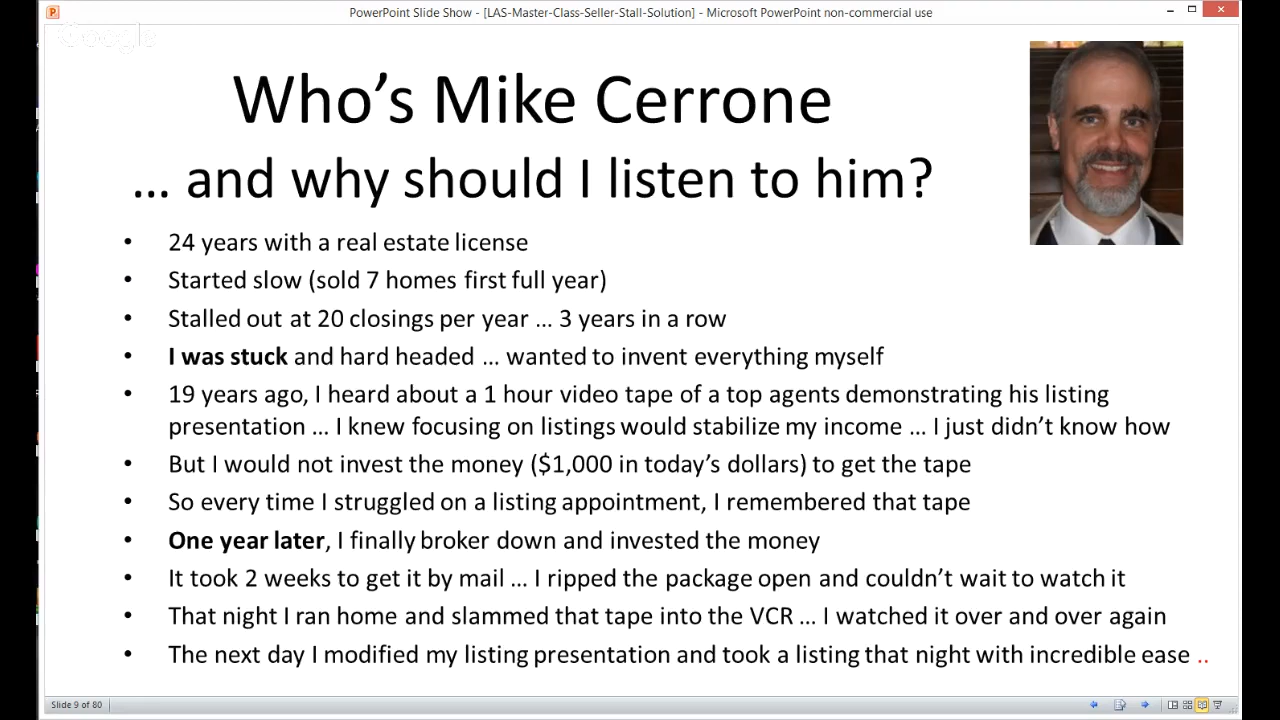 PowerPoint Slide Show - [LAS-Master-Class-Seller-Stall-Solution] - Microsoft PowerPoint non-commercial use
Google
Who's Mike Cerrone
... and why should I listen to him?
• 24 years with a real estate license
• Started slow (sold 7 homes first full year)
• Stalled out at 20 closings per year ... 3 years in a row
• I was stuck and hard headed ... wanted to invent everything myself
• 19 years ago, I heard about a 1 hour video tape of a top agents demonstrating his listing
presentation ... I knew focusing on listings would stabilize my income ... I just didn't know how
• But I would not invest the money ($1,000 in today's dollars) to get the tape
• So every time I struggled on a listing appointment, I remembered that tape
• One year later, I finally broker down and invested the money
• It took 2 weeks to get it by mail ... I ripped the package open and couldn't wait to watch it
• That night I ran home and slammed that tape into the VCR ... I watched it over and over again
• The next day I modified my listing presentation and took a listing that night with incredible ease ..
Slide 9 of 80